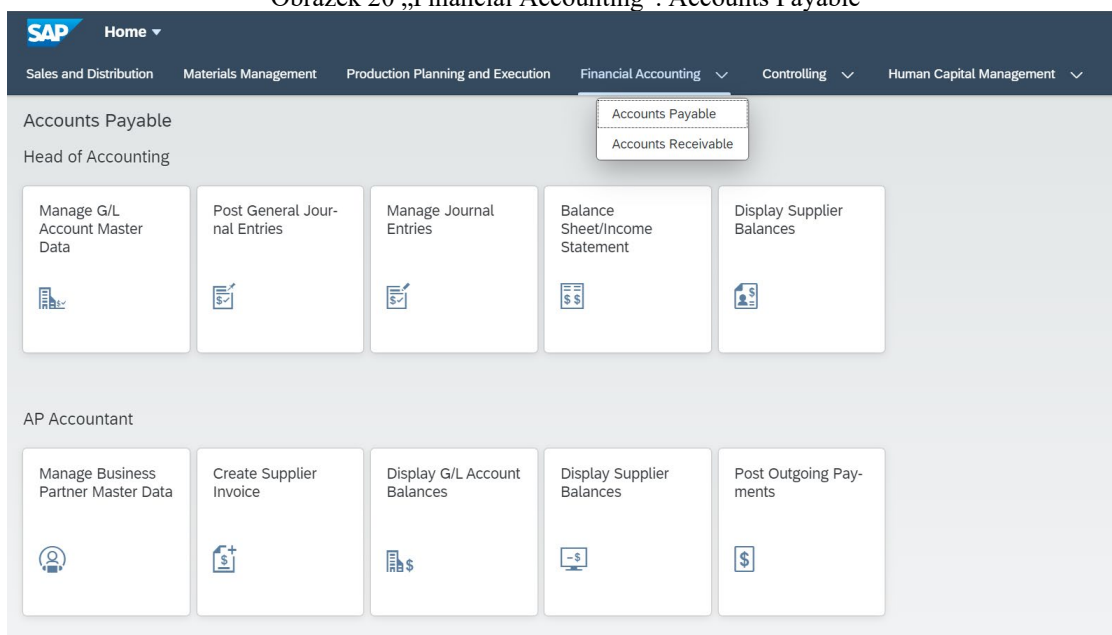 Obrázek 20 „Financial Accounting“: Accounts Payable
SAP Home
Sales and Distribution Materials Management Production Planning and Execution Financial Accounting Controlling Human Capital Management
Accounts Payable
Accounts Receivable
Accounts Payable
Head of Accounting
Manage G/L
Account Master
Data
Post General Jour-
nal Entries
Manage Journal
Entries
Balance
Sheet/Income
Statement
Display Supplier
Balances
AP Accountant
Manage Business
Partner Master Data
Create Supplier
Invoice
Display G/L Account
Balances
Display Supplier
Balances
Post Outgoing Pay-
ments